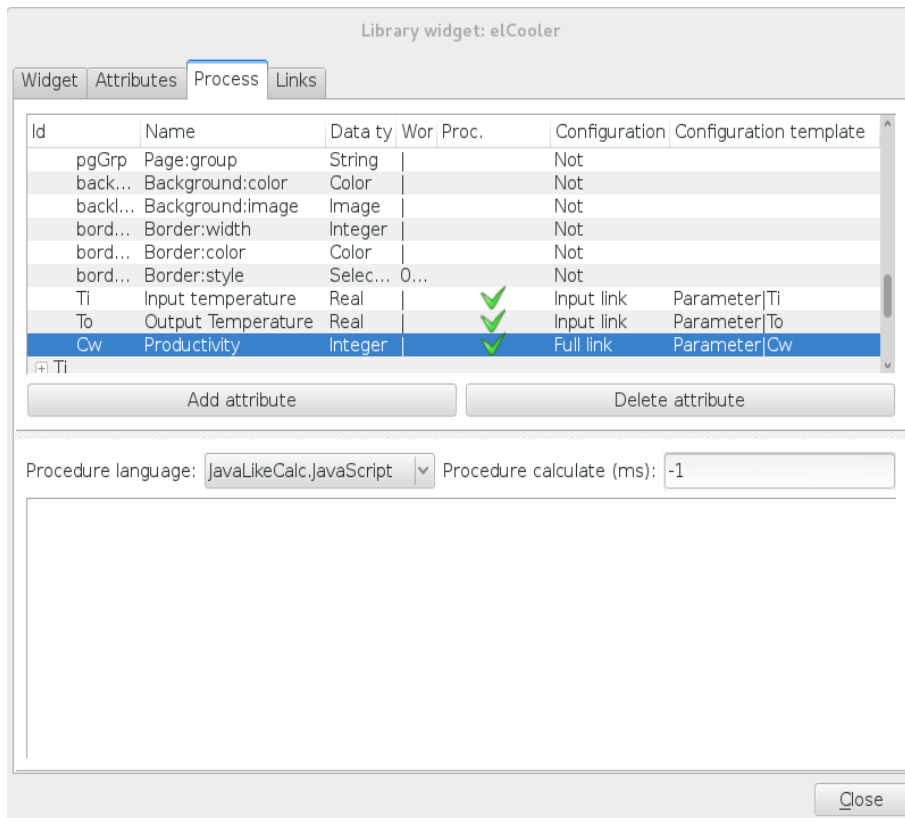 Library widget: elCooler
Widget Attributes Process Links
Id Name Data ty Wor Proc. Configuration Configuration template
pgGrp Page:group String | Not
back... Background:color Color | Not
backI... Background:image Image | Not
bord... Border:width Integer | Not
bord... Border:color Color | Not
bord... Border:style Selec... 0... Not
Ti Input temperature Real | Input link Parameter|Ti
To Output Temperature Real | Input link Parameter|To
Cw Productivity Integer | Full link Parameter|Cw
Ti
Add attribute Delete attribute
Procedure language: JavaLikeCalc.JavaScript Procedure calculate (ms): -1
Close